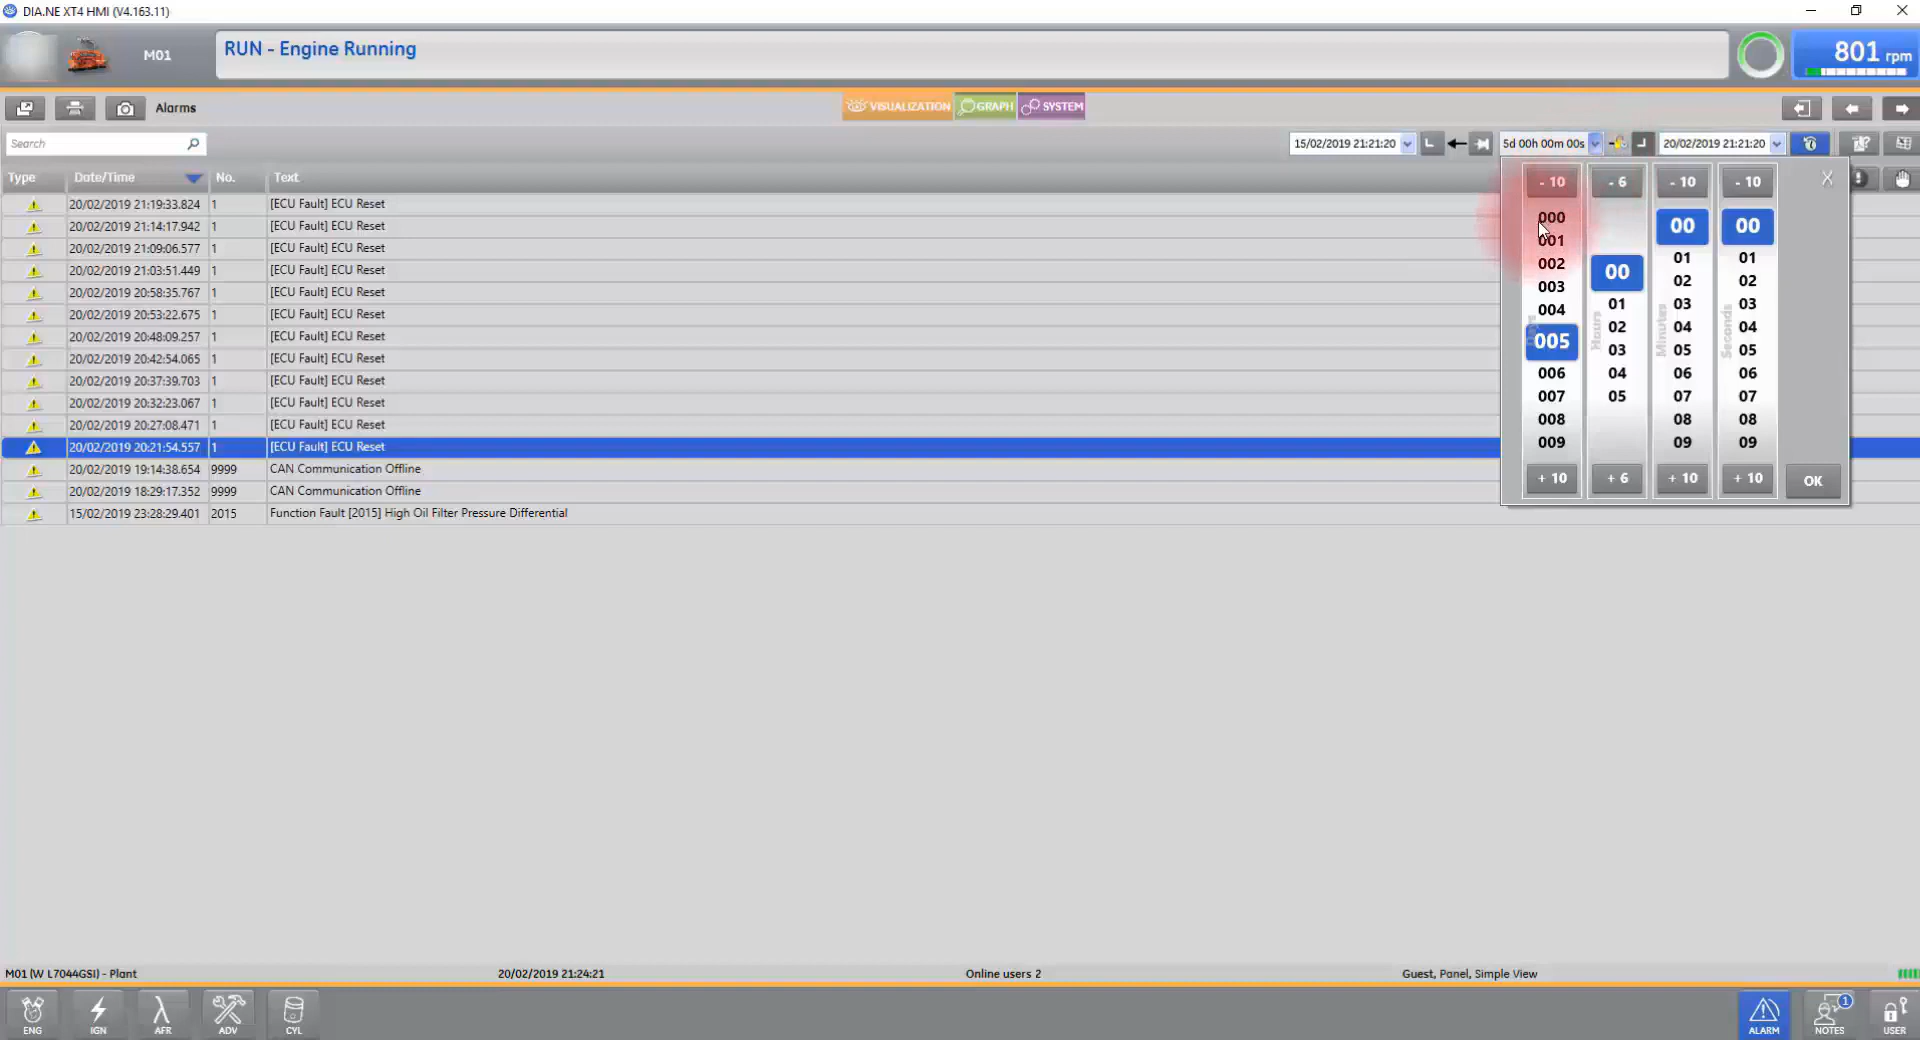 DIA.NE XT4 HMI (V4.163.11)
M01
RUN - Engine Running
801 rpm
Alarms
VISUALIZATION GRAPH SYSTEM
Search
15/02/2019 21:21:20
5d 00h 00m 00s
20/02/2019 21:21:20
Type Date/Time No. Text
20/02/2019 21:19:33.824 1 [ECU Fault] ECU Reset
20/02/2019 21:14:17.942 1 [ECU Fault] ECU Reset
20/02/2019 21:09:06.577 1 [ECU Fault] ECU Reset
20/02/2019 21:03:51.449 1 [ECU Fault] ECU Reset
20/02/2019 20:58:35.767 1 [ECU Fault] ECU Reset
20/02/2019 20:53:22.675 1 [ECU Fault] ECU Reset
20/02/2019 20:48:09.257 1 [ECU Fault] ECU Reset
20/02/2019 20:42:54.065 1 [ECU Fault] ECU Reset
20/02/2019 20:37:39.703 1 [ECU Fault] ECU Reset
20/02/2019 20:32:23.067 1 [ECU Fault] ECU Reset
20/02/2019 20:27:08.471 1 [ECU Fault] ECU Reset
20/02/2019 20:21:54.557 1 [ECU Fault] ECU Reset
20/02/2019 19:14:38.654 9999 CAN Communication Offline
20/02/2019 18:29:17.352 9999 CAN Communication Offline
15/02/2019 23:28:29.401 2015 Function Fault [2015] High Oil Filter Pressure Differential
- 10 - 6 - 10 - 10 X
Days
000
001
002
003
004
005
006
007
008
009
Hours
00
01
02
03
04
05
Minutes
00
01
02
03
04
05
06
07
08
09
Seconds
00
01
02
03
04
05
06
07
08
09
+ 10 + 6 + 10 + 10 OK
M01 (W L7044GSI) - Plant 20/02/2019 21:24:21 Online users 2 Guest, Panel, Simple View
ENG IGN AFR ADV CYL ALARM NOTES 1 USER